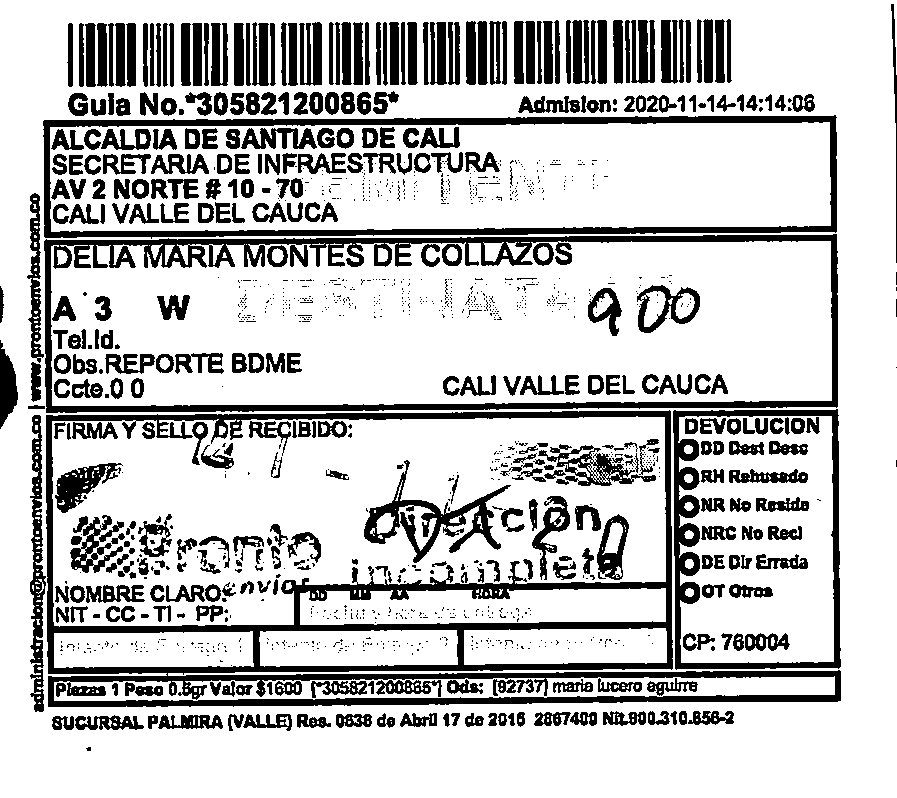 Guia No.*305821200865*
Admision: 2020-11-14-14:14:06
ALCALDIA DE SANTIAGO DE CALI
SECRETARIA DE INFRAESTRUCTURA
AV 2 NORTE # 10 - 70
CALI VALLE DEL CAUCA
DELIA MARIA MONTES DE COLLAZOS
A 3 W
900
Tel.Id.
Obs.REPORTE BDME
Ccte.0 0
CALI VALLE DEL CAUCA
administracion@prontoenvios.com.co | www.prontoenvios.com.co
FIRMA Y SELLO DE RECIBIDO:
Pronto
envios
dirección
incompleta
NOMBRE CLARO:
NIT - CC - TI - PP:
DD MM AA HORA
DEVOLUCION
DD Dest Desc
RH Rehusado
NR No Reside
NRC No Recl
DE Dir Errada
OT Otros
CP: 760004
Piezas 1 Peso 0.5gr Valor $1600 [*305821200865*] Ods: [92737] maria lucero aguirre
SUCURSAL PALMIRA (VALLE) Res. 0638 de Abril 17 de 2015 2867400 Nit.900.310.856-2